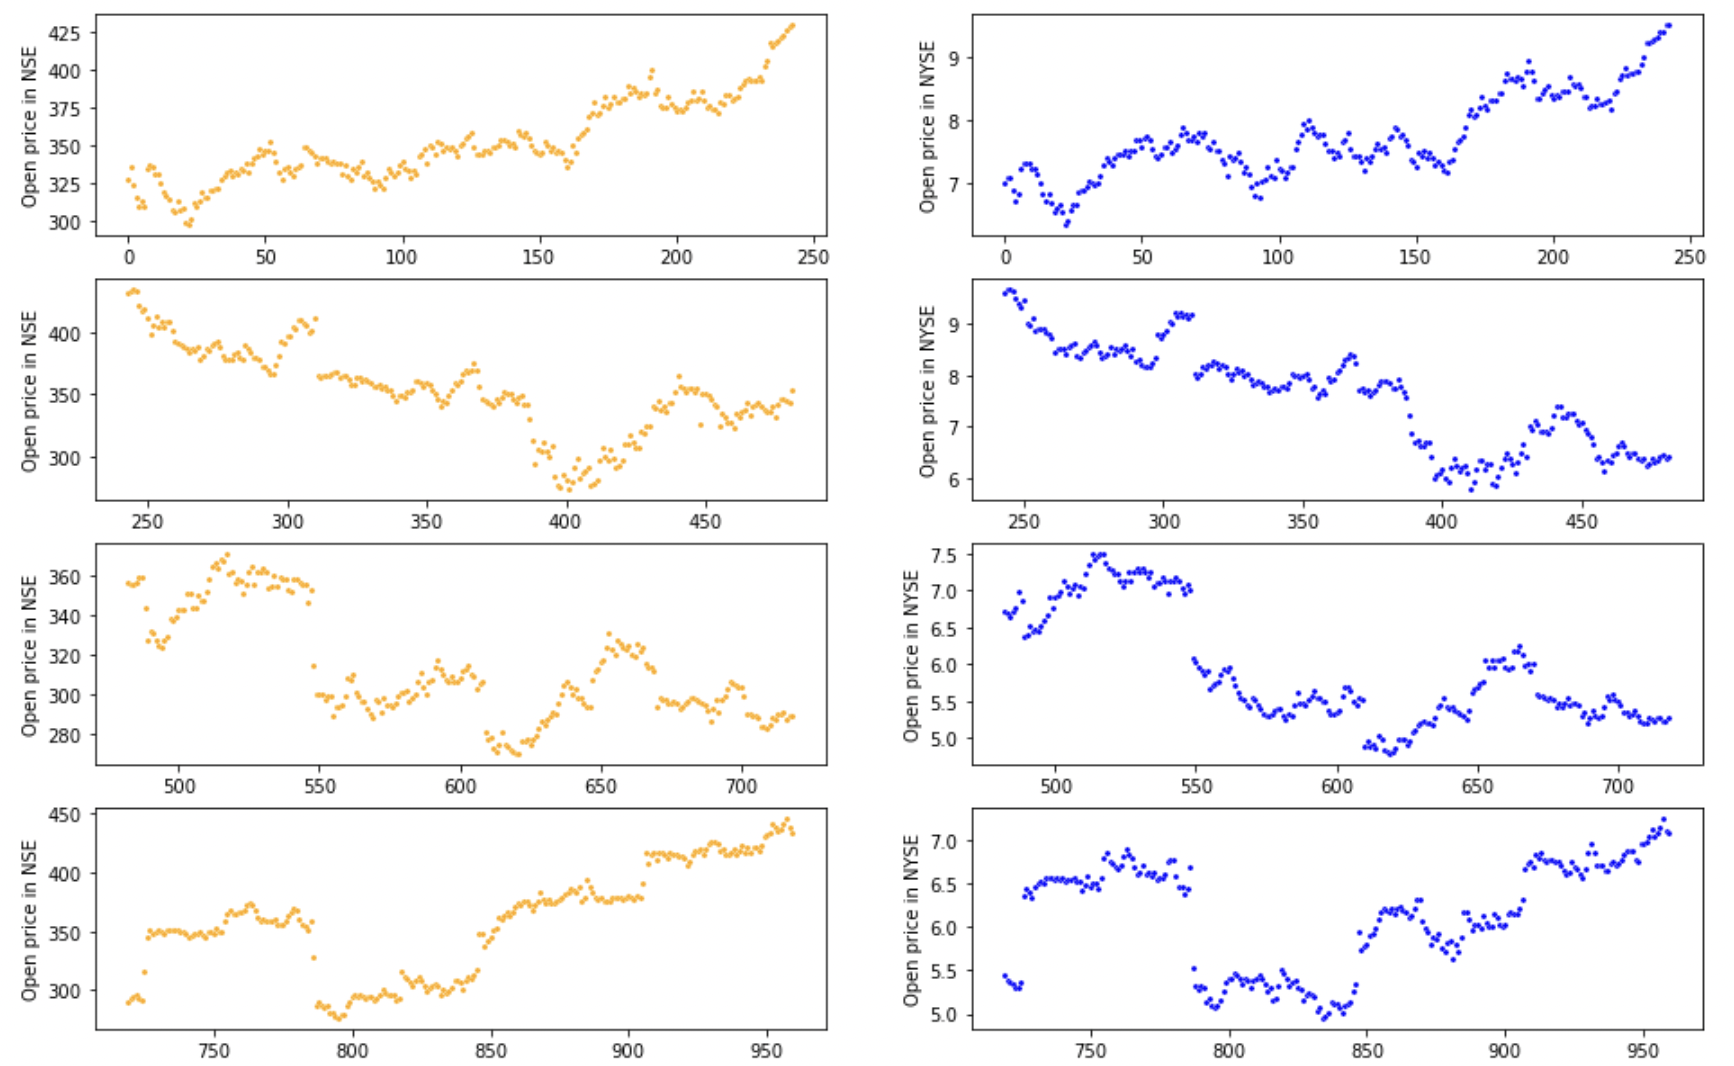 Open price in NSE
425
400
375
350
325
300
0 50 100 150 200 250
Open price in NYSE
9
8
7
0 50 100 150 200 250
Open price in NSE
400
350
300
250 300 350 400 450
Open price in NYSE
9
8
7
6
250 300 350 400 450
Open price in NSE
360
340
320
300
280
500 550 600 650 700
Open price in NYSE
7.5
7.0
6.5
6.0
5.5
5.0
500 550 600 650 700
Open price in NSE
450
400
350
300
750 800 850 900 950
Open price in NYSE
7.0
6.5
6.0
5.5
5.0
750 800 850 900 950